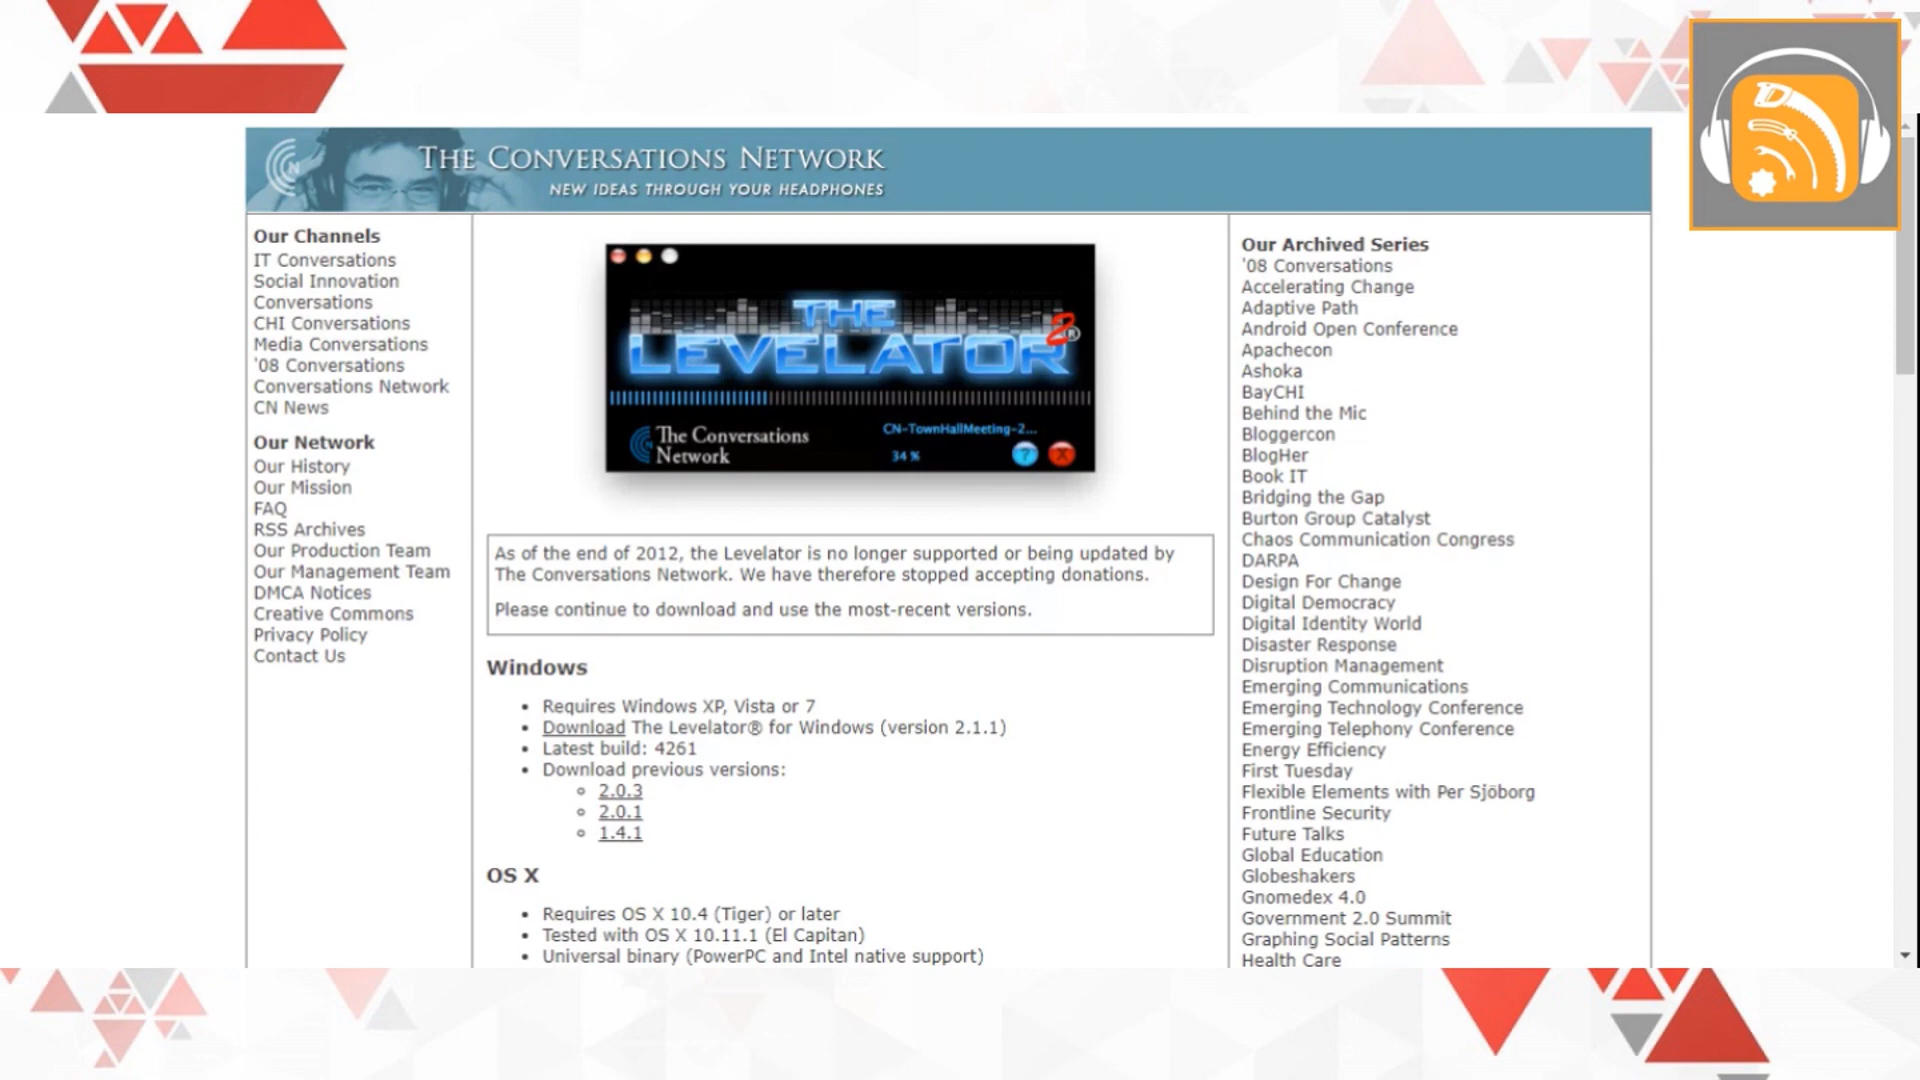 THE CONVERSATIONS NETWORK
NEW IDEAS THROUGH YOUR HEADPHONES
Our Channels
IT Conversations
Social Innovation
Conversations
CHI Conversations
Media Conversations
'08 Conversations
Conversations Network
CN News
Our Network
Our History
Our Mission
FAQ
RSS Archives
Our Production Team
Our Management Team
DMCA Notices
Creative Commons
Privacy Policy
Contact Us
THE
LEVELATOR 2®
The Conversations
Network
CN-TownHallMeeting-2...
34 %
?
X
As of the end of 2012, the Levelator is no longer supported or being updated by
The Conversations Network. We have therefore stopped accepting donations.
Please continue to download and use the most-recent versions.
Windows
• Requires Windows XP, Vista or 7
• Download The Levelator® for Windows (version 2.1.1)
• Latest build: 4261
• Download previous versions:
2.0.3
2.0.1
1.4.1
OS X
• Requires OS X 10.4 (Tiger) or later
• Tested with OS X 10.11.1 (El Capitan)
• Universal binary (PowerPC and Intel native support)
Our Archived Series
'08 Conversations
Accelerating Change
Adaptive Path
Android Open Conference
Apachecon
Ashoka
BayCHI
Behind the Mic
Bloggercon
BlogHer
Book IT
Bridging the Gap
Burton Group Catalyst
Chaos Communication Congress
DARPA
Design For Change
Digital Democracy
Digital Identity World
Disaster Response
Disruption Management
Emerging Communications
Emerging Technology Conference
Emerging Telephony Conference
Energy Efficiency
First Tuesday
Flexible Elements with Per Sjöborg
Frontline Security
Future Talks
Global Education
Globeshakers
Gnomedex 4.0
Government 2.0 Summit
Graphing Social Patterns
Health Care